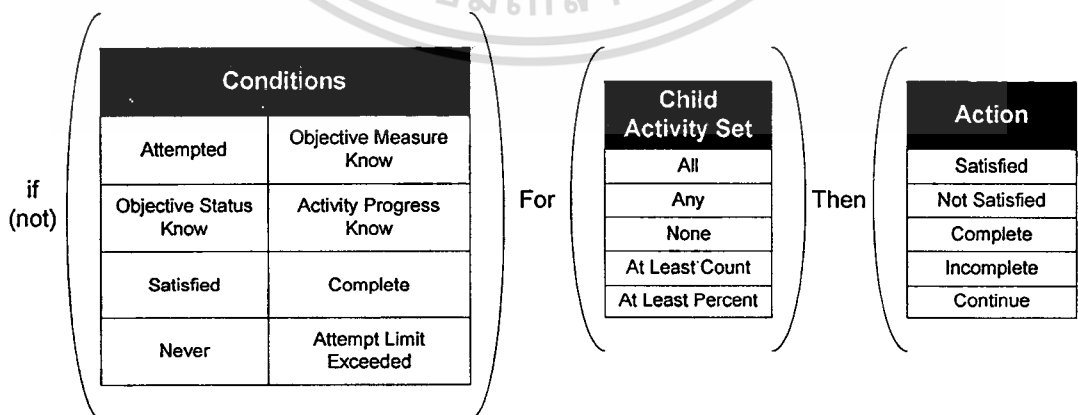 if
(not)
Conditions
Attempted
Objective Measure
Know
Objective Status
Know
Activity Progress
Know
Satisfied
Complete
Never
Attempt Limit
Exceeded
For
Child
Activity Set
All
Any
None
At Least Count
At Least Percent
Then
Action
Satisfied
Not Satisfied
Complete
Incomplete
Continue